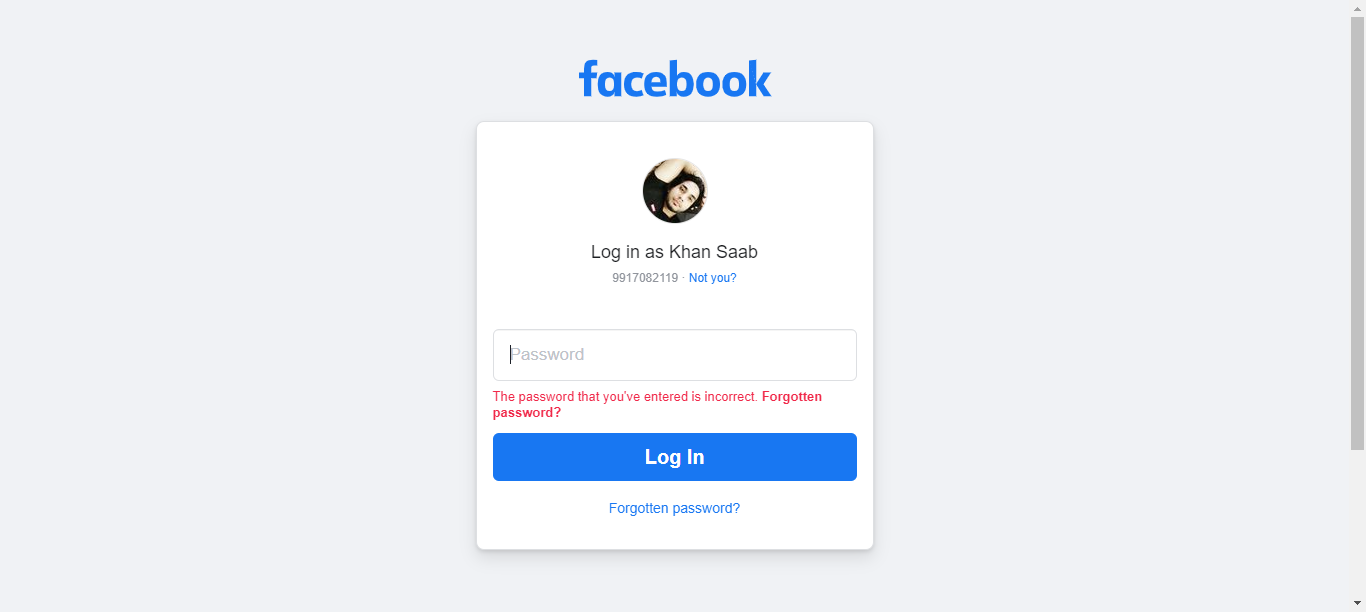 facebook
Log in as Khan Saab
9917082119 · Not you?
Password
The password that you've entered is incorrect. Forgotten
password?
Log In
Forgotten password?